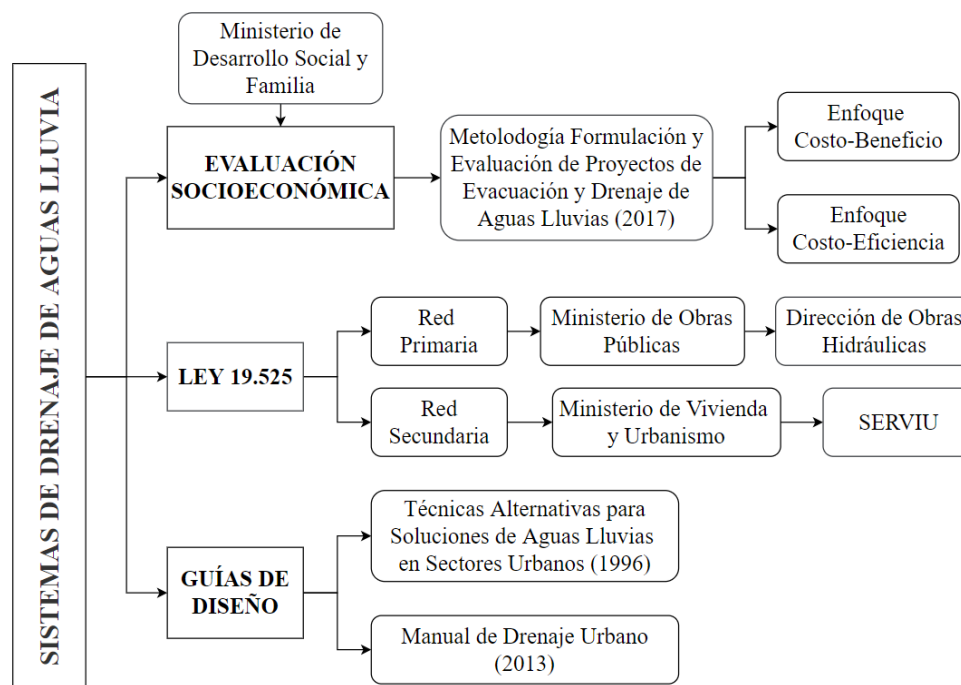 SISTEMAS DE DRENAJE DE AGUAS LLUVIA
Ministerio de
Desarrollo Social y
Familia
EVALUACIÓN
SOCIOECONÓMICA
Metolodogía Formulación y
Evaluación de Proyectos de
Evacuación y Drenaje de
Aguas Lluvias (2017)
Enfoque
Costo-Beneficio
Enfoque
Costo-Eficiencia
LEY 19.525
Red
Primaria
Ministerio de Obras
Públicas
Dirección de Obras
Hidráulicas
Red
Secundaria
Ministerio de Vivienda
y Urbanismo
SERVIU
GUÍAS DE
DISEÑO
Técnicas Alternativas para
Soluciones de Aguas Lluvias
en Sectores Urbanos (1996)
Manual de Drenaje Urbano
(2013)